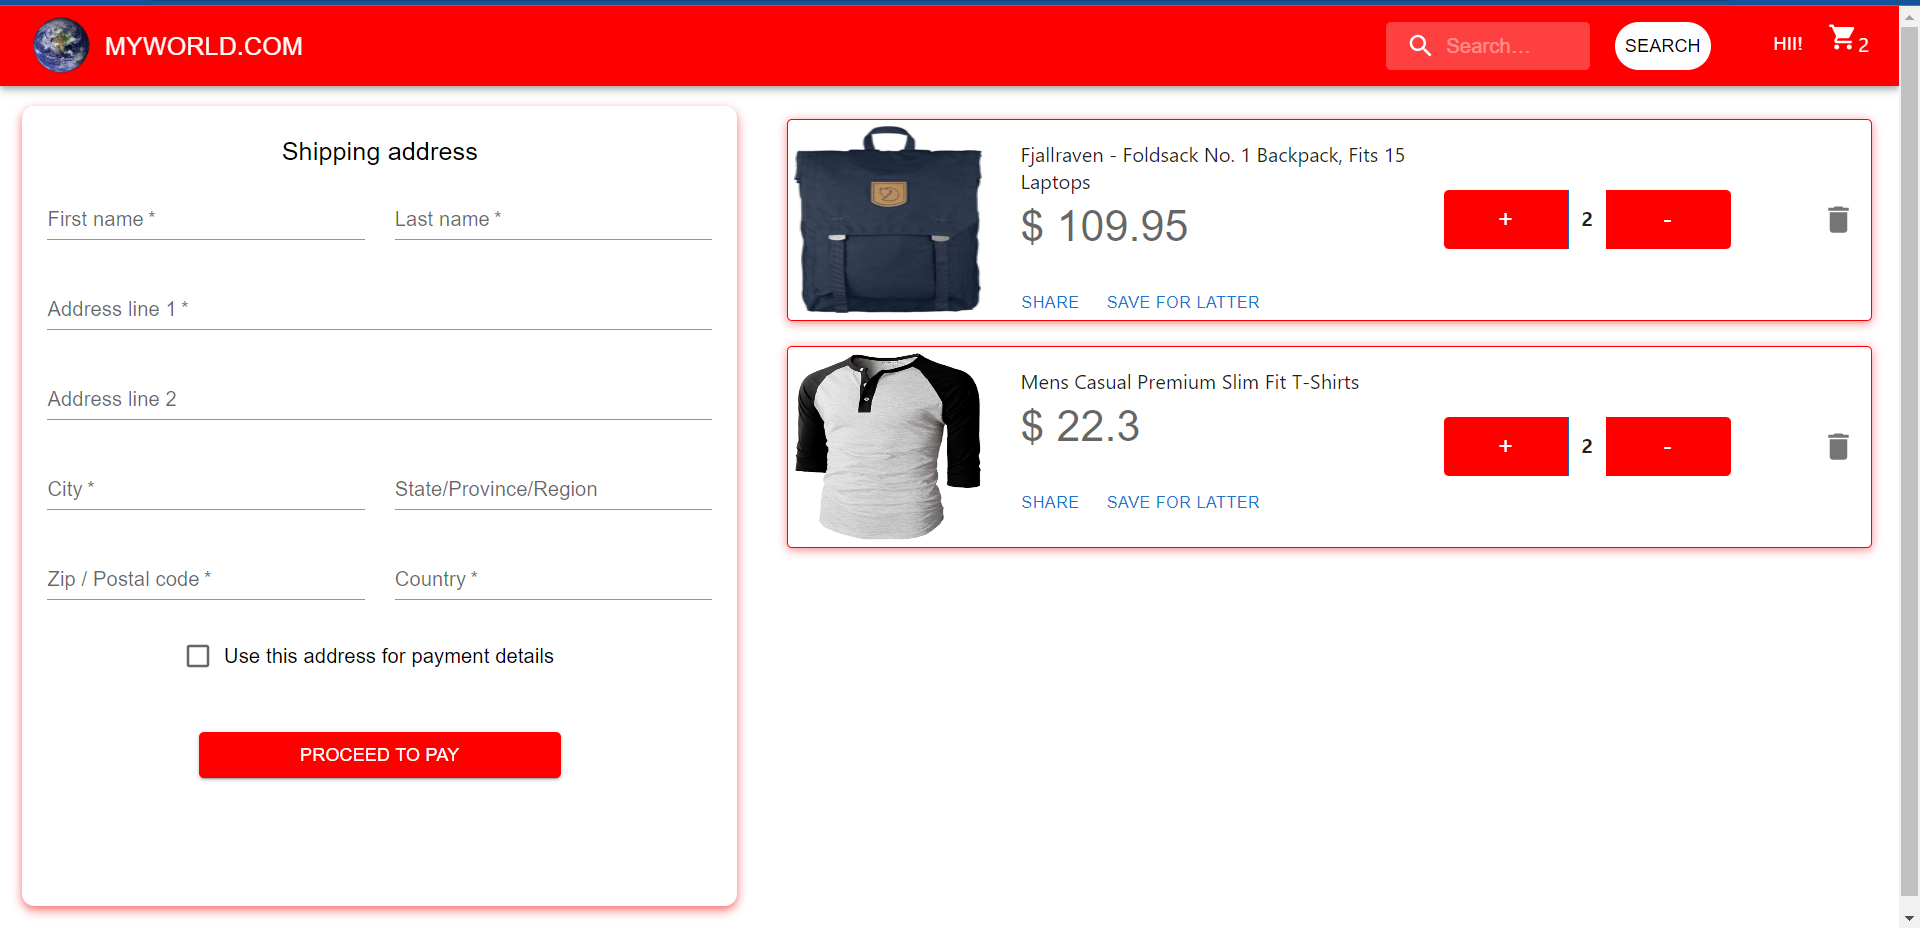 MYWORLD.COM
Search…
SEARCH
HII!
2
Shipping address
First name *
Last name *
Address line 1 *
Address line 2
City *
State/Province/Region
Zip / Postal code *
Country *
Use this address for payment details
PROCEED TO PAY
Fjallraven - Foldsack No. 1 Backpack, Fits 15
Laptops
$ 109.95
+
2
-
SHARE
SAVE FOR LATTER
Mens Casual Premium Slim Fit T-Shirts
$ 22.3
+
2
-
SHARE
SAVE FOR LATTER